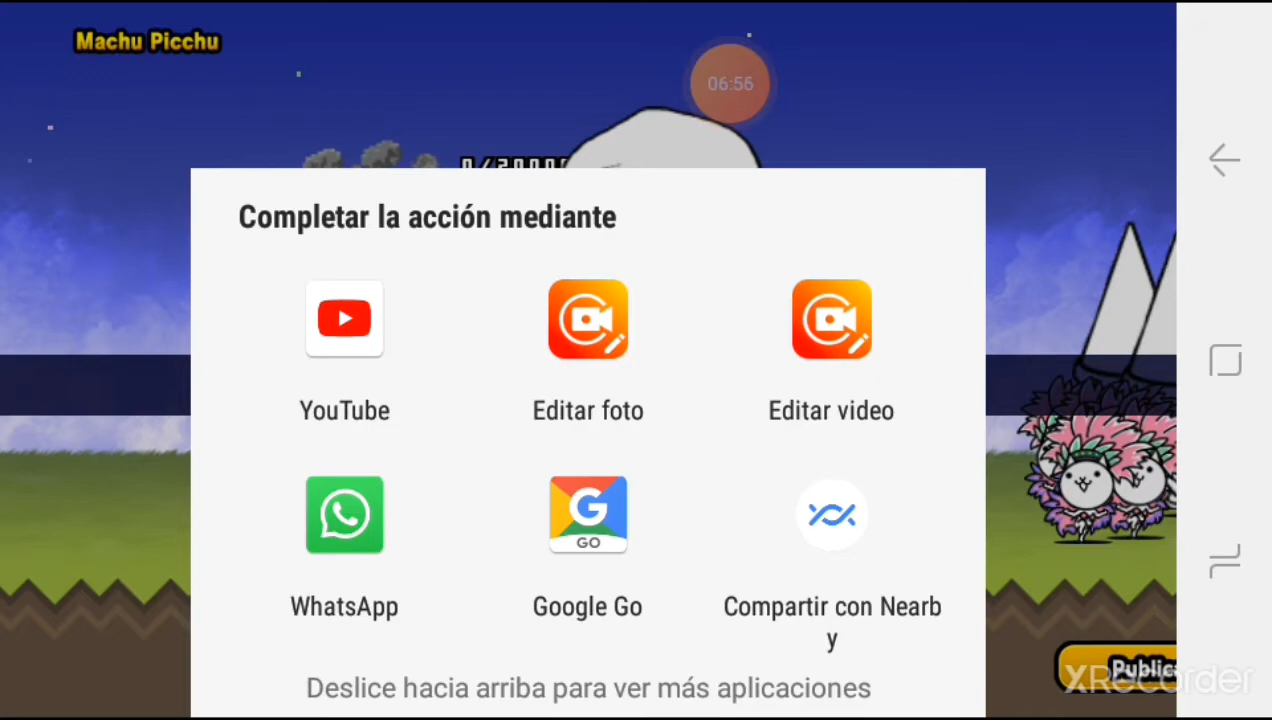 Machu Picchu
06:56
Completar la acción mediante
YouTube
Editar foto
Editar video
GO
WhatsApp
Google Go
Compartir con Nearb
y
Deslice hacia arriba para ver más aplicaciones
XRecorder